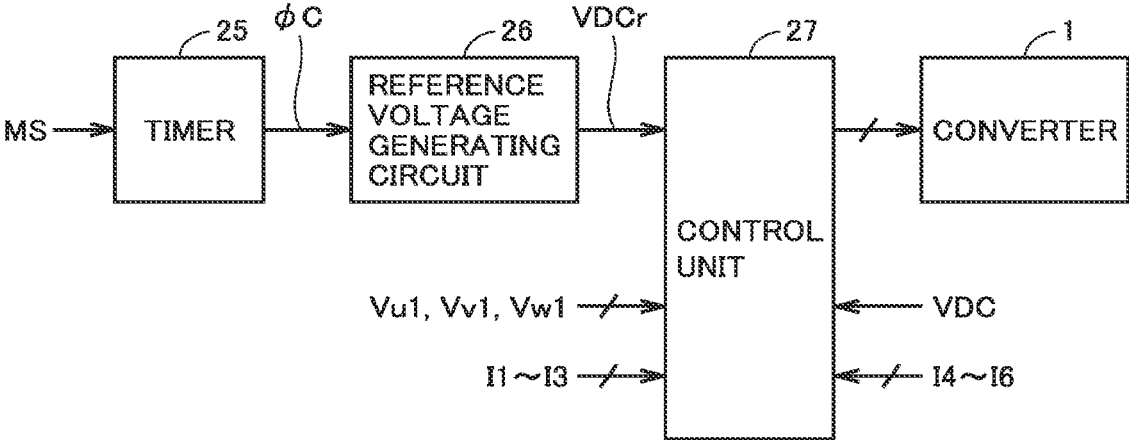 25
φC
26
VDCr
27
1
MS
TIMER
REFERENCE
VOLTAGE
GENERATING
CIRCUIT
CONVERTER
CONTROL
UNIT
Vu1, Vv1, Vw1
VDC
I1～I3
I4～I6